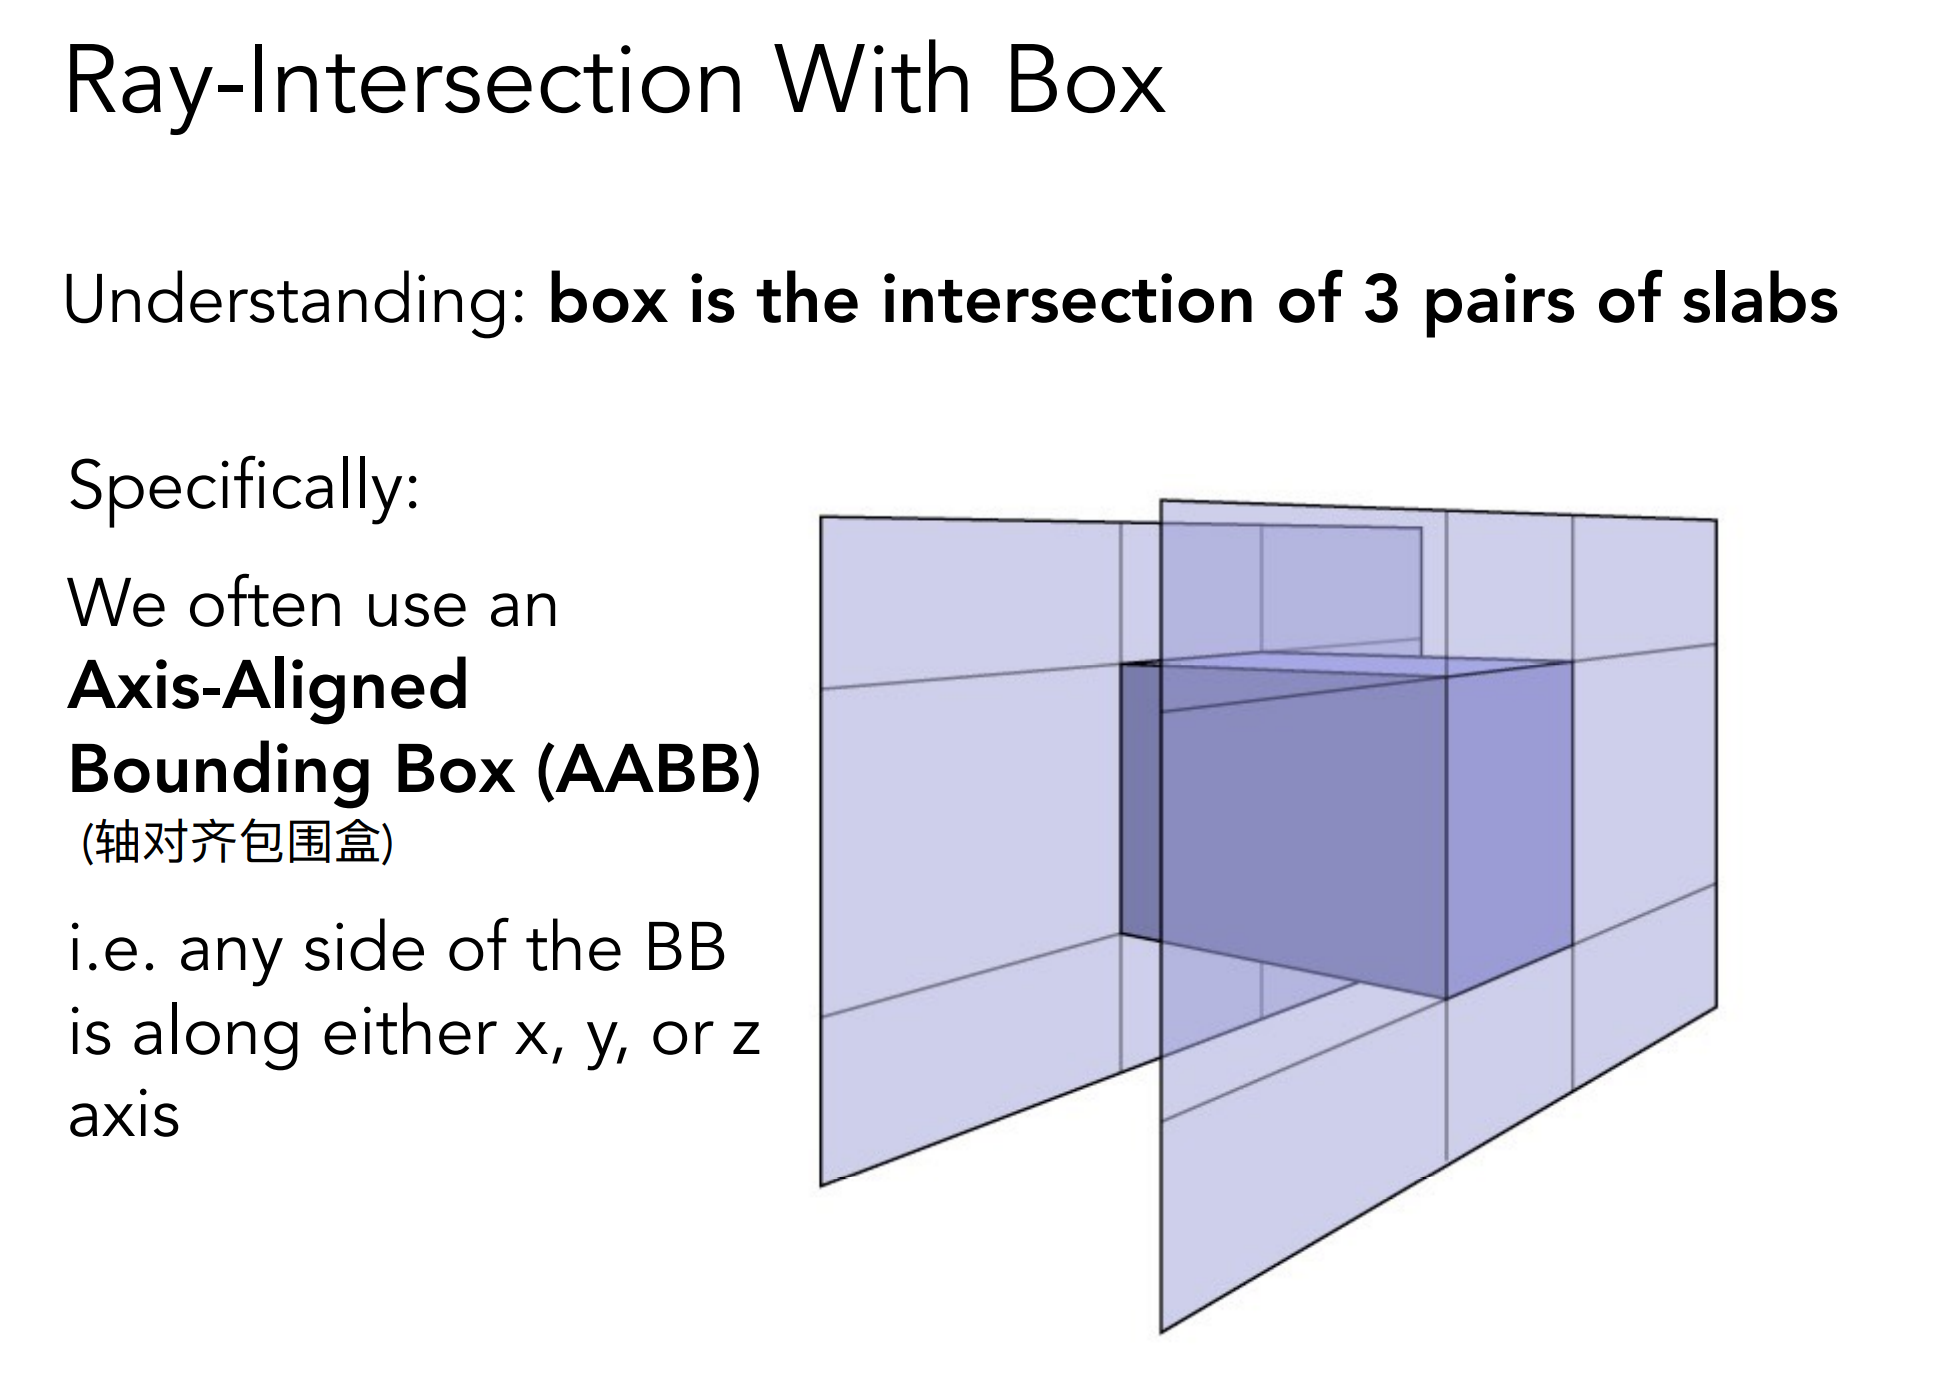 Ray-Intersection With Box
Understanding: box is the intersection of 3 pairs of slabs
Specifically:
We often use an
Axis-Aligned
Bounding Box (AABB)
(轴对齐包围盒)
i.e. any side of the BB
is along either x, y, or z
axis